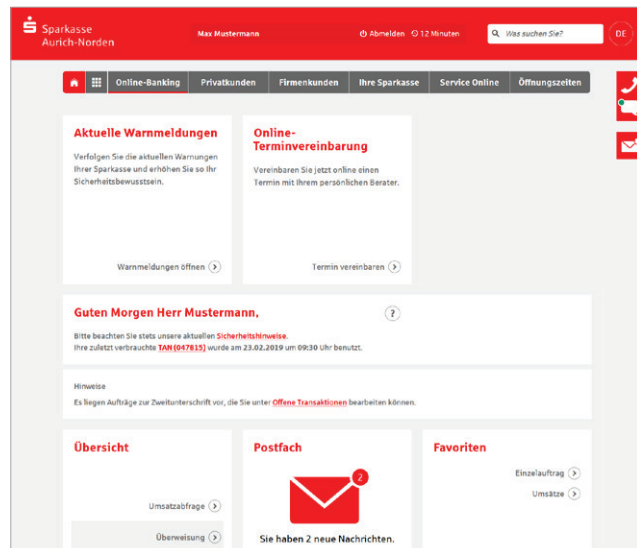 Sparkasse
Aurich-Norden
Max Mustermann
Abmelden 12 Minuten
Was suchen Sie?
DE
Online-Banking Privatkunden Firmenkunden Ihre Sparkasse Service Online Öffnungszeiten
Aktuelle Warnmeldungen
Verfolgen Sie die aktuellen Warnungen
Ihrer Sparkasse und erhöhen Sie so Ihr
Sicherheitsbewusstsein.
Warnmeldungen öffnen
Online-
Terminvereinbarung
Vereinbaren Sie jetzt online einen
Termin mit Ihrem persönlichen Berater.
Termin vereinbaren
Guten Morgen Herr Mustermann,
?
Bitte beachten Sie stets unsere aktuellen Sicherheitshinweise.
Ihre zuletzt verbrauchte TAN (047815) wurde am 23.02.2019 um 09:30 Uhr benutzt.
Hinweise
Es liegen Aufträge zur Zweitunterschrift vor, die Sie unter Offene Transaktionen bearbeiten können.
Übersicht
Umsatzabfrage
Überweisung
Postfach
2
Sie haben 2 neue Nachrichten.
Favoriten
Einzelauftrag
Umsätze